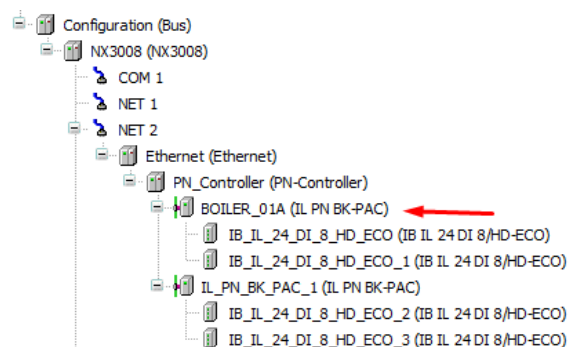 Configuration (Bus)
NX3008 (NX3008)
COM 1
NET 1
NET 2
Ethernet (Ethernet)
PN_Controller (PN-Controller)
BOILER_01A (IL PN BK-PAC)
IB_IL_24_DI_8_HD_ECO (IB IL 24 DI 8/HD-ECO)
IB_IL_24_DI_8_HD_ECO_1 (IB IL 24 DI 8/HD-ECO)
IL_PN_BK_PAC_1 (IL PN BK-PAC)
IB_IL_24_DI_8_HD_ECO_2 (IB IL 24 DI 8/HD-ECO)
IB_IL_24_DI_8_HD_ECO_3 (IB IL 24 DI 8/HD-ECO)